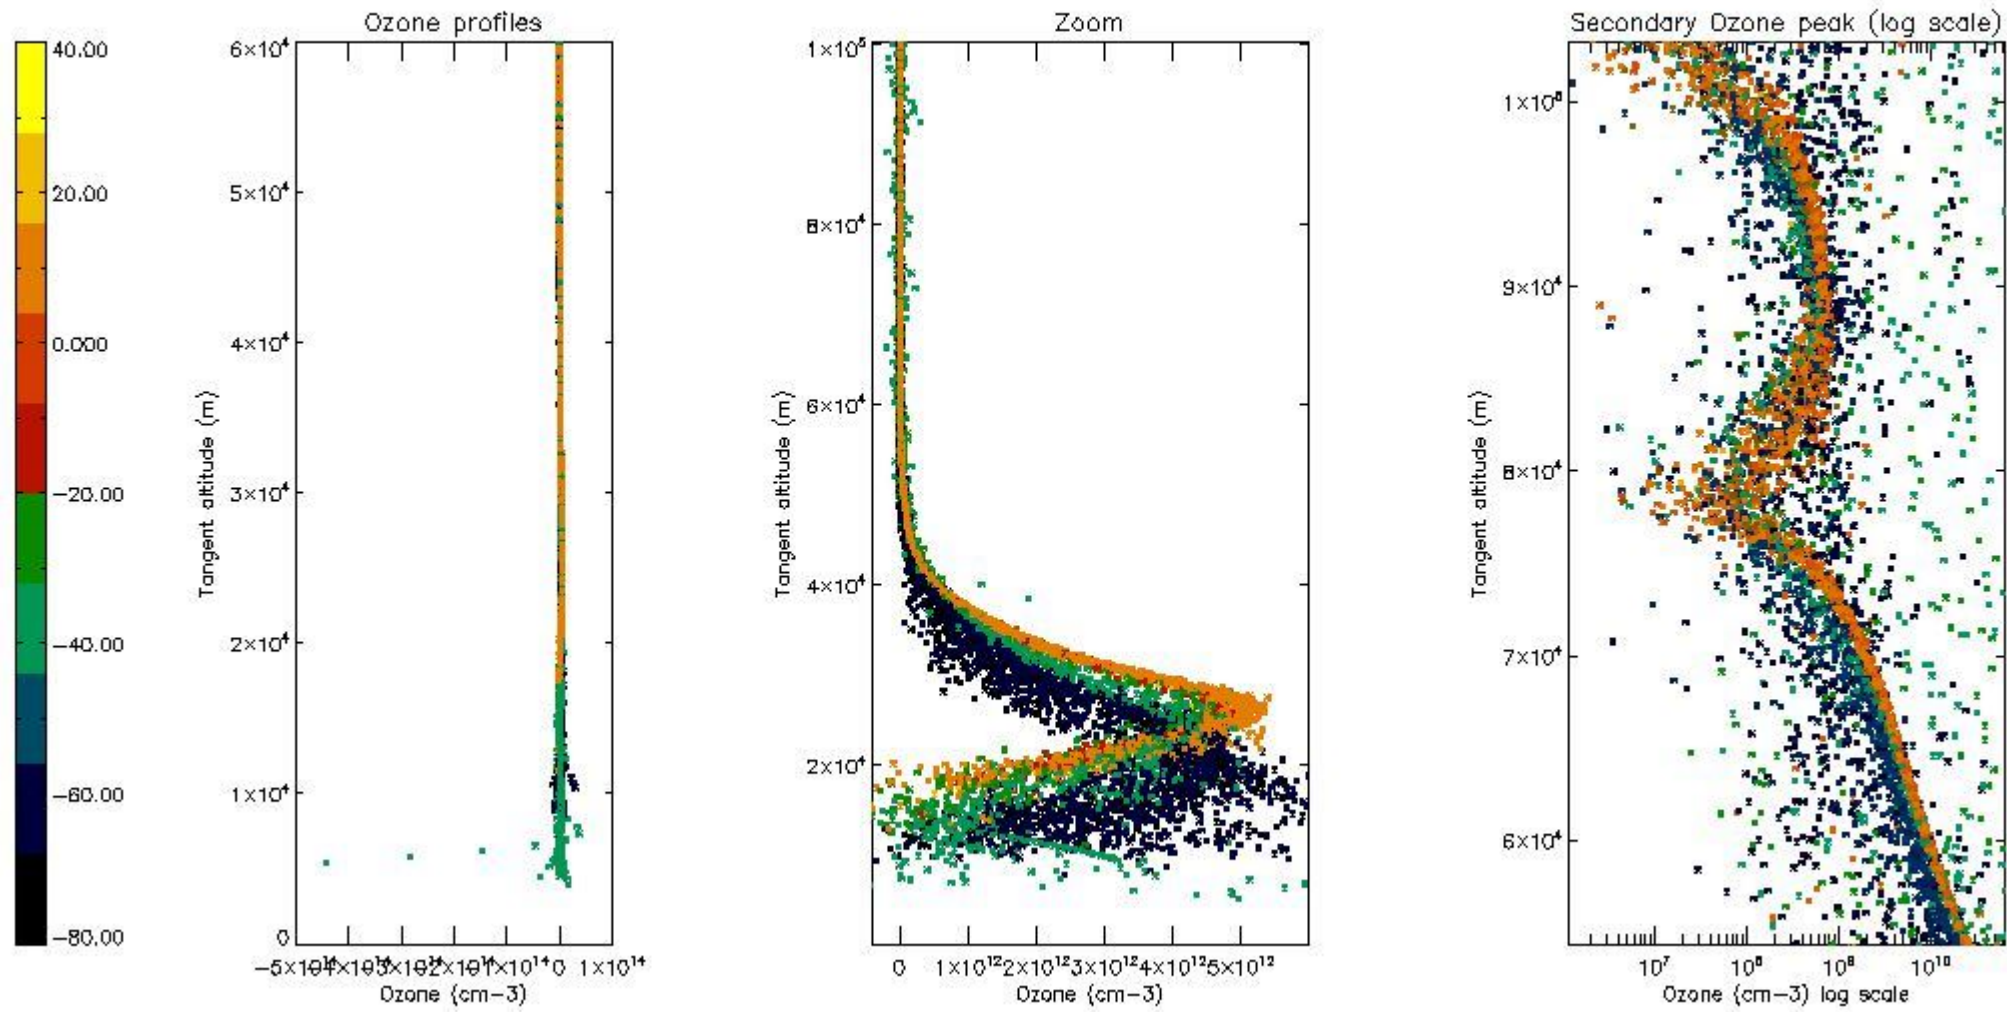 Ozone profiles
Zoom
Secondary Ozone peak (log scale)
40.00
20.00
0.000
−20.00
−40.00
−60.00
−80.00
6×10⁴
5×10⁴
4×10⁴
3×10⁴
2×10⁴
1×10⁴
0
Tangent altitude (m)
0 1×10¹⁴
Ozone (cm−3)
1×10⁵
8×10⁴
6×10⁴
4×10⁴
2×10⁴
Tangent altitude (m)
0 1×10¹² 2×10¹² 3×10¹² 4×10¹² 5×10¹²
Ozone (cm−3)
9×10⁴
8×10⁴
7×10⁴
6×10⁴
Tangent altitude (m)
10⁷ 10⁸ 10⁹ 10¹⁰
Ozone (cm−3) log scale